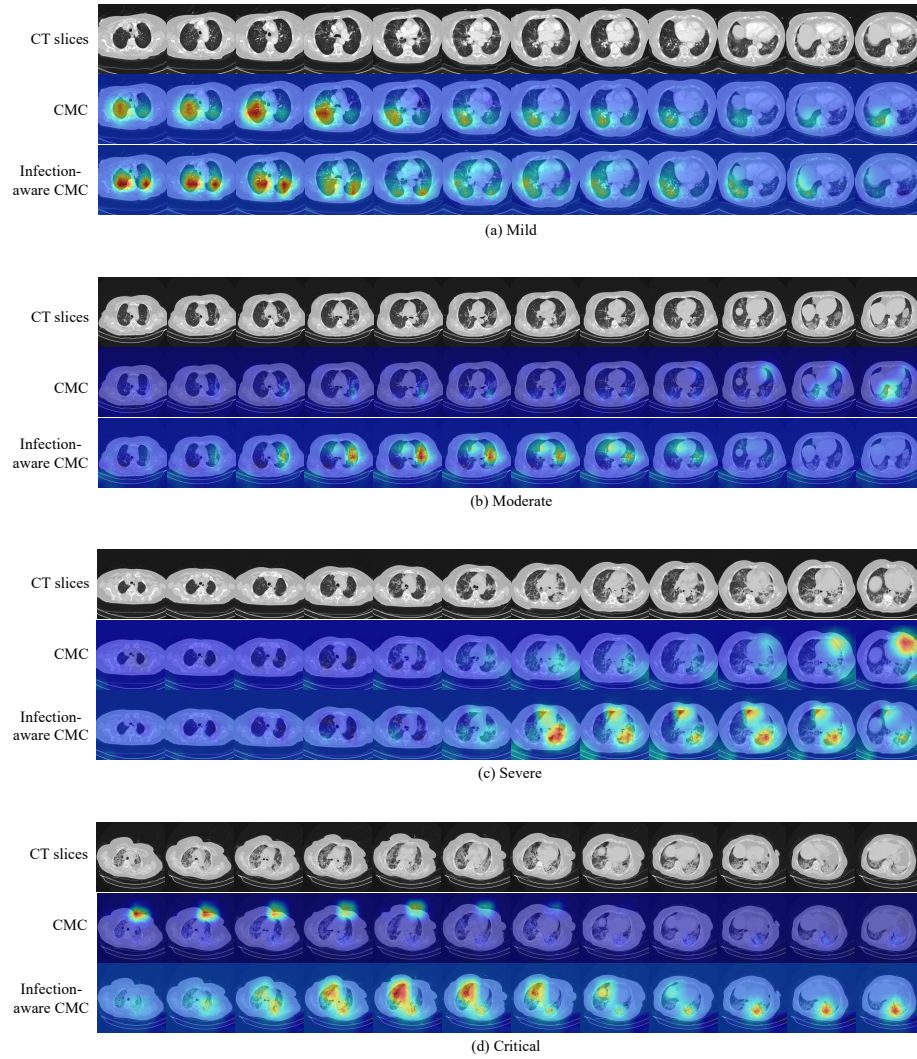 CT slices
CMC
Infection-
aware CMC
(a) Mild
CT slices
CMC
Infection-
aware CMC
(b) Moderate
CT slices
CMC
Infection-
aware CMC
(c) Severe
CT slices
CMC
Infection-
aware CMC
(d) Critical